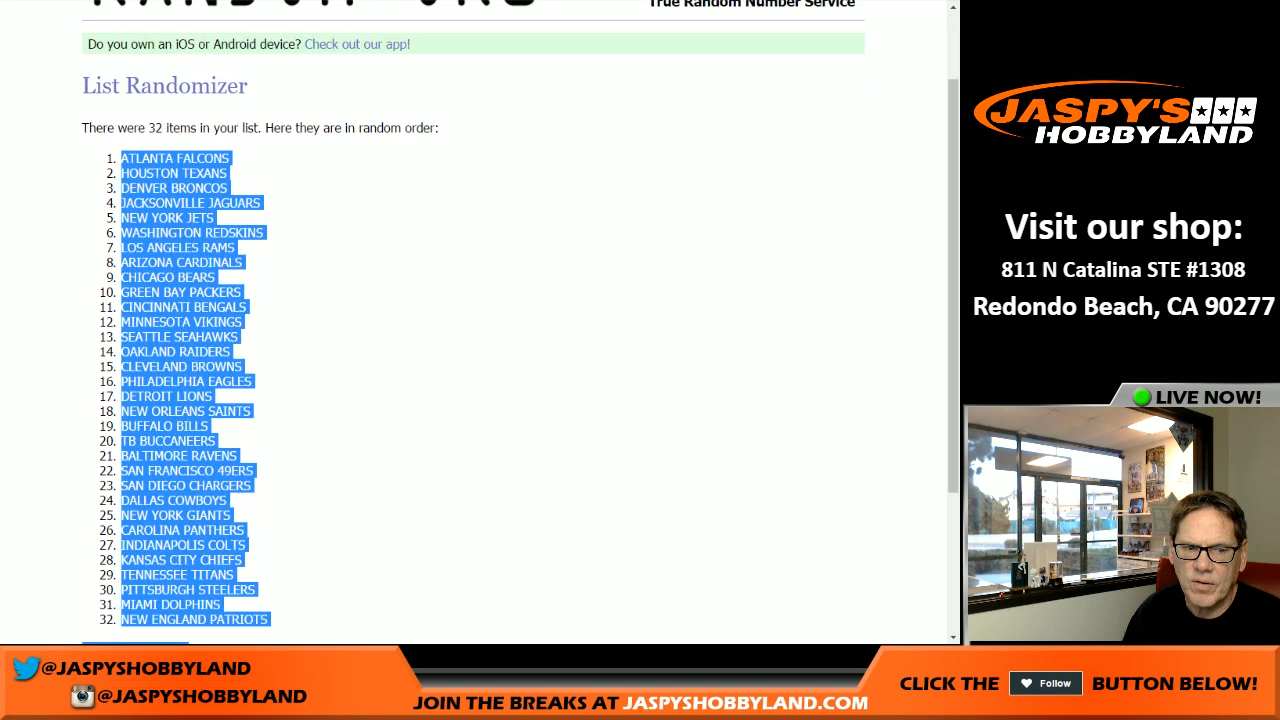 True Random Number Service
Do you own an iOS or Android device? Check out our app!
List Randomizer
There were 32 items in your list. Here they are in random order:
1. ATLANTA FALCONS
2. HOUSTON TEXANS
3. DENVER BRONCOS
4. JACKSONVILLE JAGUARS
5. NEW YORK JETS
6. WASHINGTON REDSKINS
7. LOS ANGELES RAMS
8. ARIZONA CARDINALS
9. CHICAGO BEARS
10. GREEN BAY PACKERS
11. CINCINNATI BENGALS
12. MINNESOTA VIKINGS
13. SEATTLE SEAHAWKS
14. OAKLAND RAIDERS
15. CLEVELAND BROWNS
16. PHILADELPHIA EAGLES
17. DETROIT LIONS
18. NEW ORLEANS SAINTS
19. BUFFALO BILLS
20. TB BUCCANEERS
21. BALTIMORE RAVENS
22. SAN FRANCISCO 49ERS
23. SAN DIEGO CHARGERS
24. DALLAS COWBOYS
25. NEW YORK GIANTS
26. CAROLINA PANTHERS
27. INDIANAPOLIS COLTS
28. KANSAS CITY CHIEFS
29. TENNESSEE TITANS
30. PITTSBURGH STEELERS
31. MIAMI DOLPHINS
32. NEW ENGLAND PATRIOTS
JASPY'S
HOBBYLAND
Visit our shop:
811 N Catalina STE #1308
Redondo Beach, CA 90277
LIVE NOW!
@JASPYSHOBBYLAND
@JASPYSHOBBYLAND
JOIN THE BREAKS AT JASPYSHOBBYLAND.COM
CLICK THE Follow BUTTON BELOW!